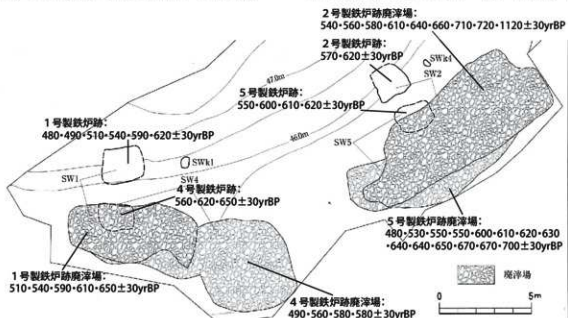 2号製鉄炉跡廃滓場:
540・560・580・610・640・660・710・720・1120±30yrBP
2号製鉄炉跡:
570・620±30yrBP
SWk4
SW2
5号製鉄炉跡:
550・600・610・620±30yrBP
47.0m
46.0m
1号製鉄炉跡:
480・490・510・540・590・620±30yrBP
SWk1
SW5
SW1
SW4
4号製鉄炉跡:
560・620・650±30yrBP
5号製鉄炉跡廃滓場:
480・530・550・550・600・610・620・630
・640・640・650・670・670・700±30yrBP
1号製鉄炉跡廃滓場:
510・540・590・610・650±30yrBP
4号製鉄炉跡廃滓場:
490・560・580・580±30yrBP
廃滓場
0 5m